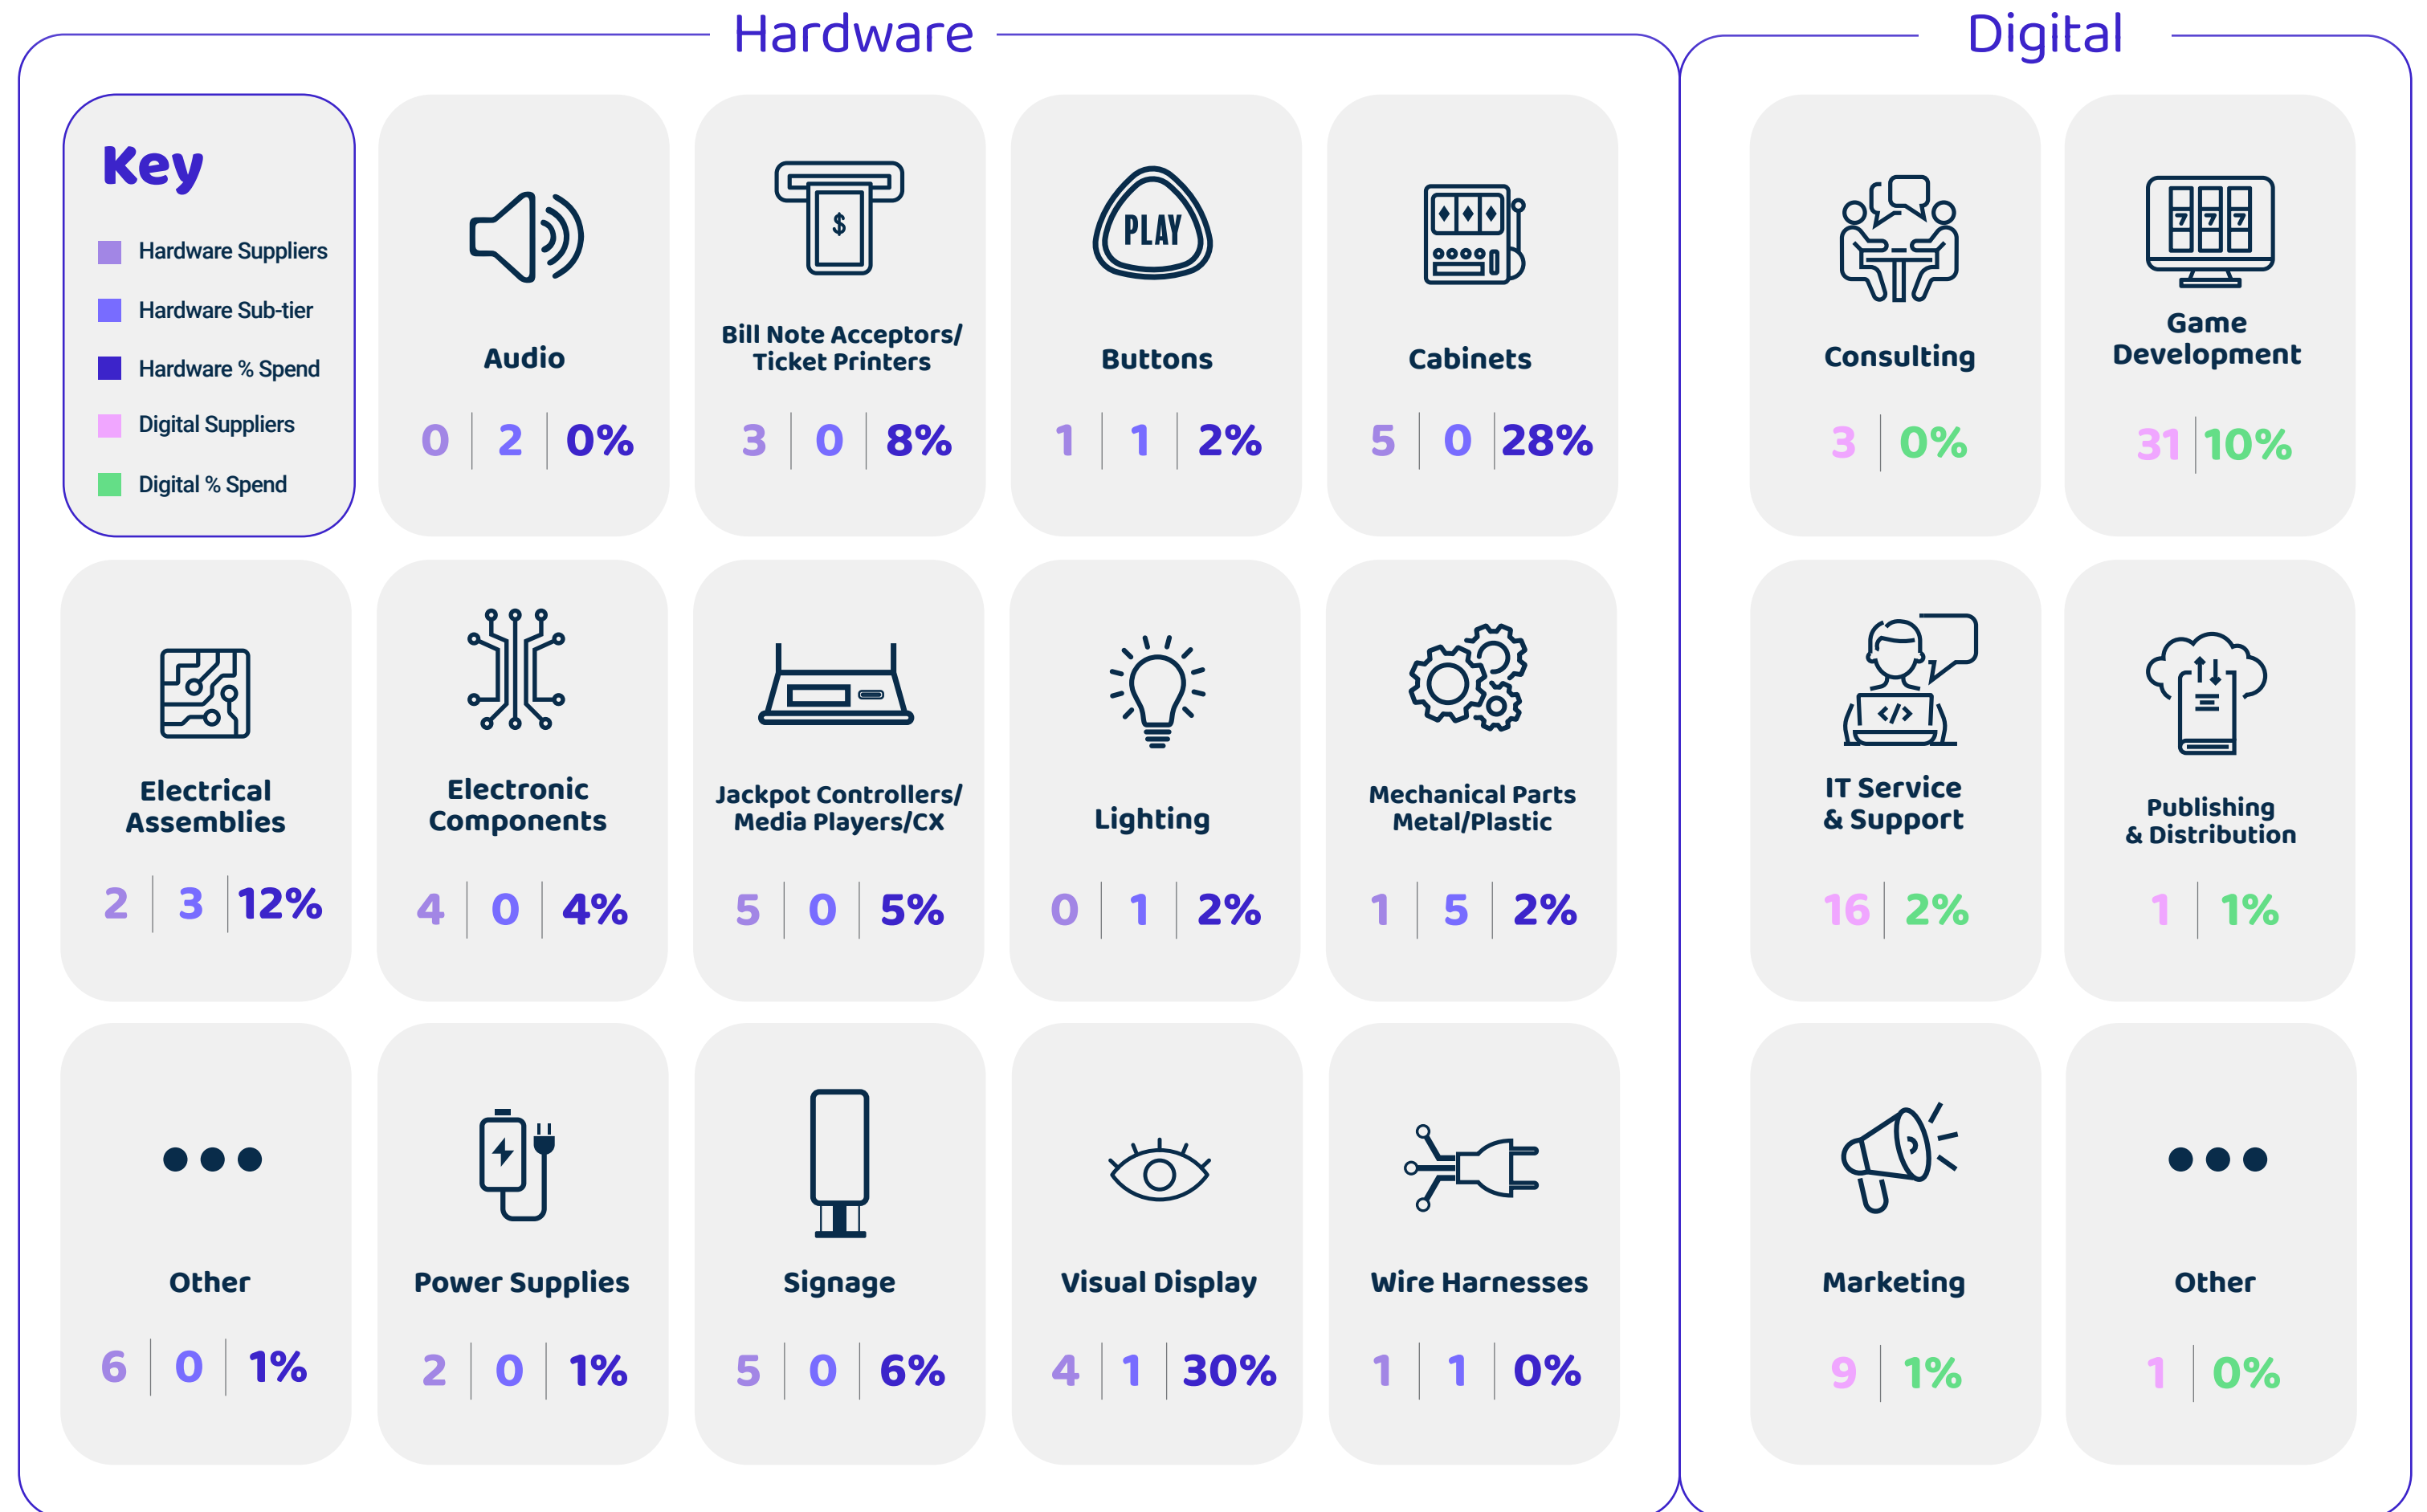 Hardware
Digital
Key
Hardware Suppliers
Hardware Sub-tier
Hardware % Spend
Digital Suppliers
Digital % Spend
Audio
0 2 0%
$
Bill Note Acceptors/
Ticket Printers
3 0 8%
PLAY
Buttons
1 1 2%
Cabinets
5 0 28%
Consulting
3 0%
7 7 7
Game
Development
31 10%
Electrical
Assemblies
2 3 12%
Electronic
Components
4 0 4%
Jackpot Controllers/
Media Players/CX
5 0 5%
Lighting
0 1 2%
Mechanical Parts
Metal/Plastic
1 5 2%
</>
IT Service
& Support
16 2%
Publishing
& Distribution
1 1%
Other
6 0 1%
Power Supplies
2 0 1%
Signage
5 0 6%
Visual Display
4 1 30%
Wire Harnesses
1 1 0%
Marketing
9 1%
Other
1 0%